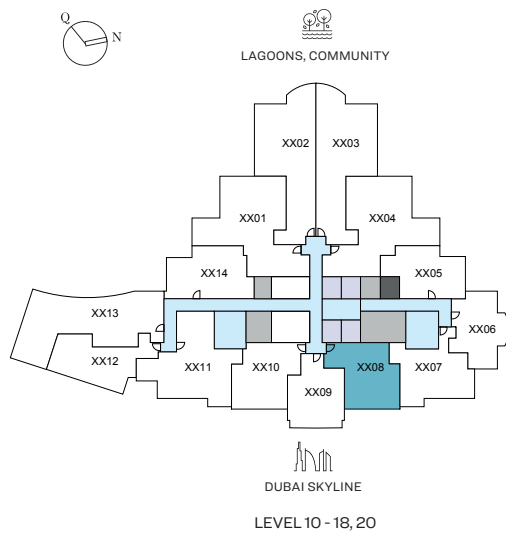 Q
N
LAGOONS, COMMUNITY
XX02
XX03
XX01
XX04
XX14
XX05
XX13
XX06
XX12
XX11
XX10
XX08
XX07
XX09
DUBAI SKYLINE
LEVEL 10 - 18, 20